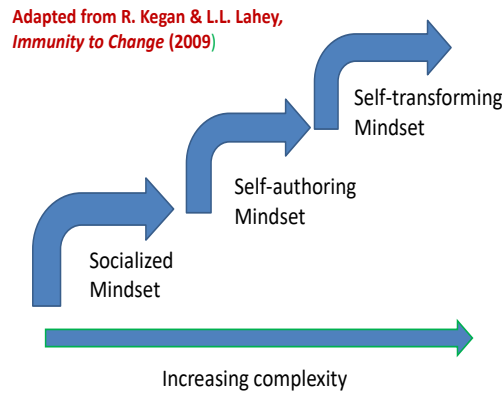 Adapted from R. Kegan & L.L. Lahey,
Immunity to Change (2009)
Self-transforming
Mindset
Self-authoring
Mindset
Socialized
Mindset
Increasing complexity